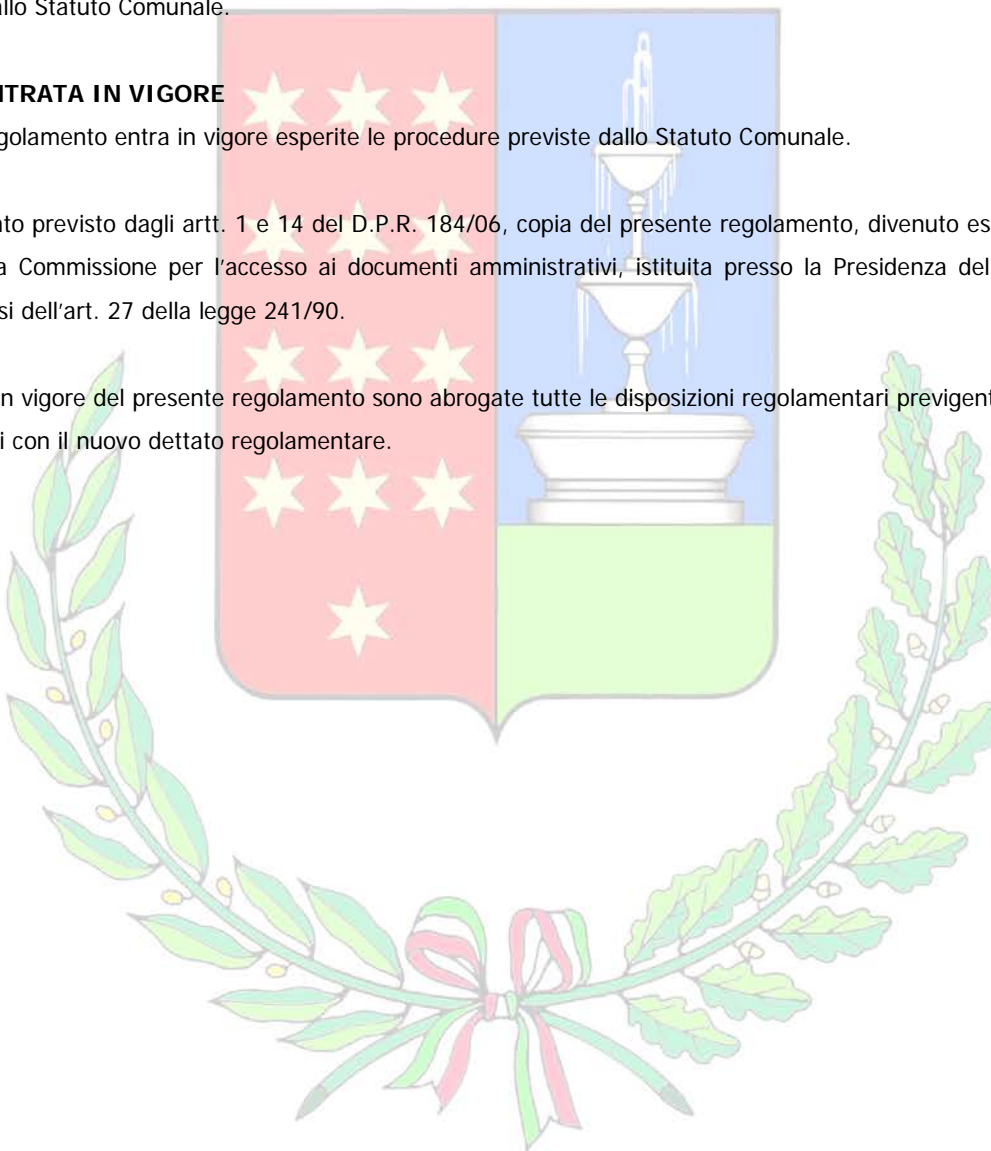 allo Statuto Comunale.
NTRATA IN VIGORE
golamento entra in vigore esperite le procedure previste dallo Statuto Comunale.
to previsto dagli artt. 1 e 14 del D.P.R. 184/06, copia del presente regolamento, divenuto es
a Commissione per l'accesso ai documenti amministrativi, istituita presso la Presidenza del
si dell'art. 27 della legge 241/90.
n vigore del presente regolamento sono abrogate tutte le disposizioni regolamentari previgent
i con il nuovo dettato regolamentare.